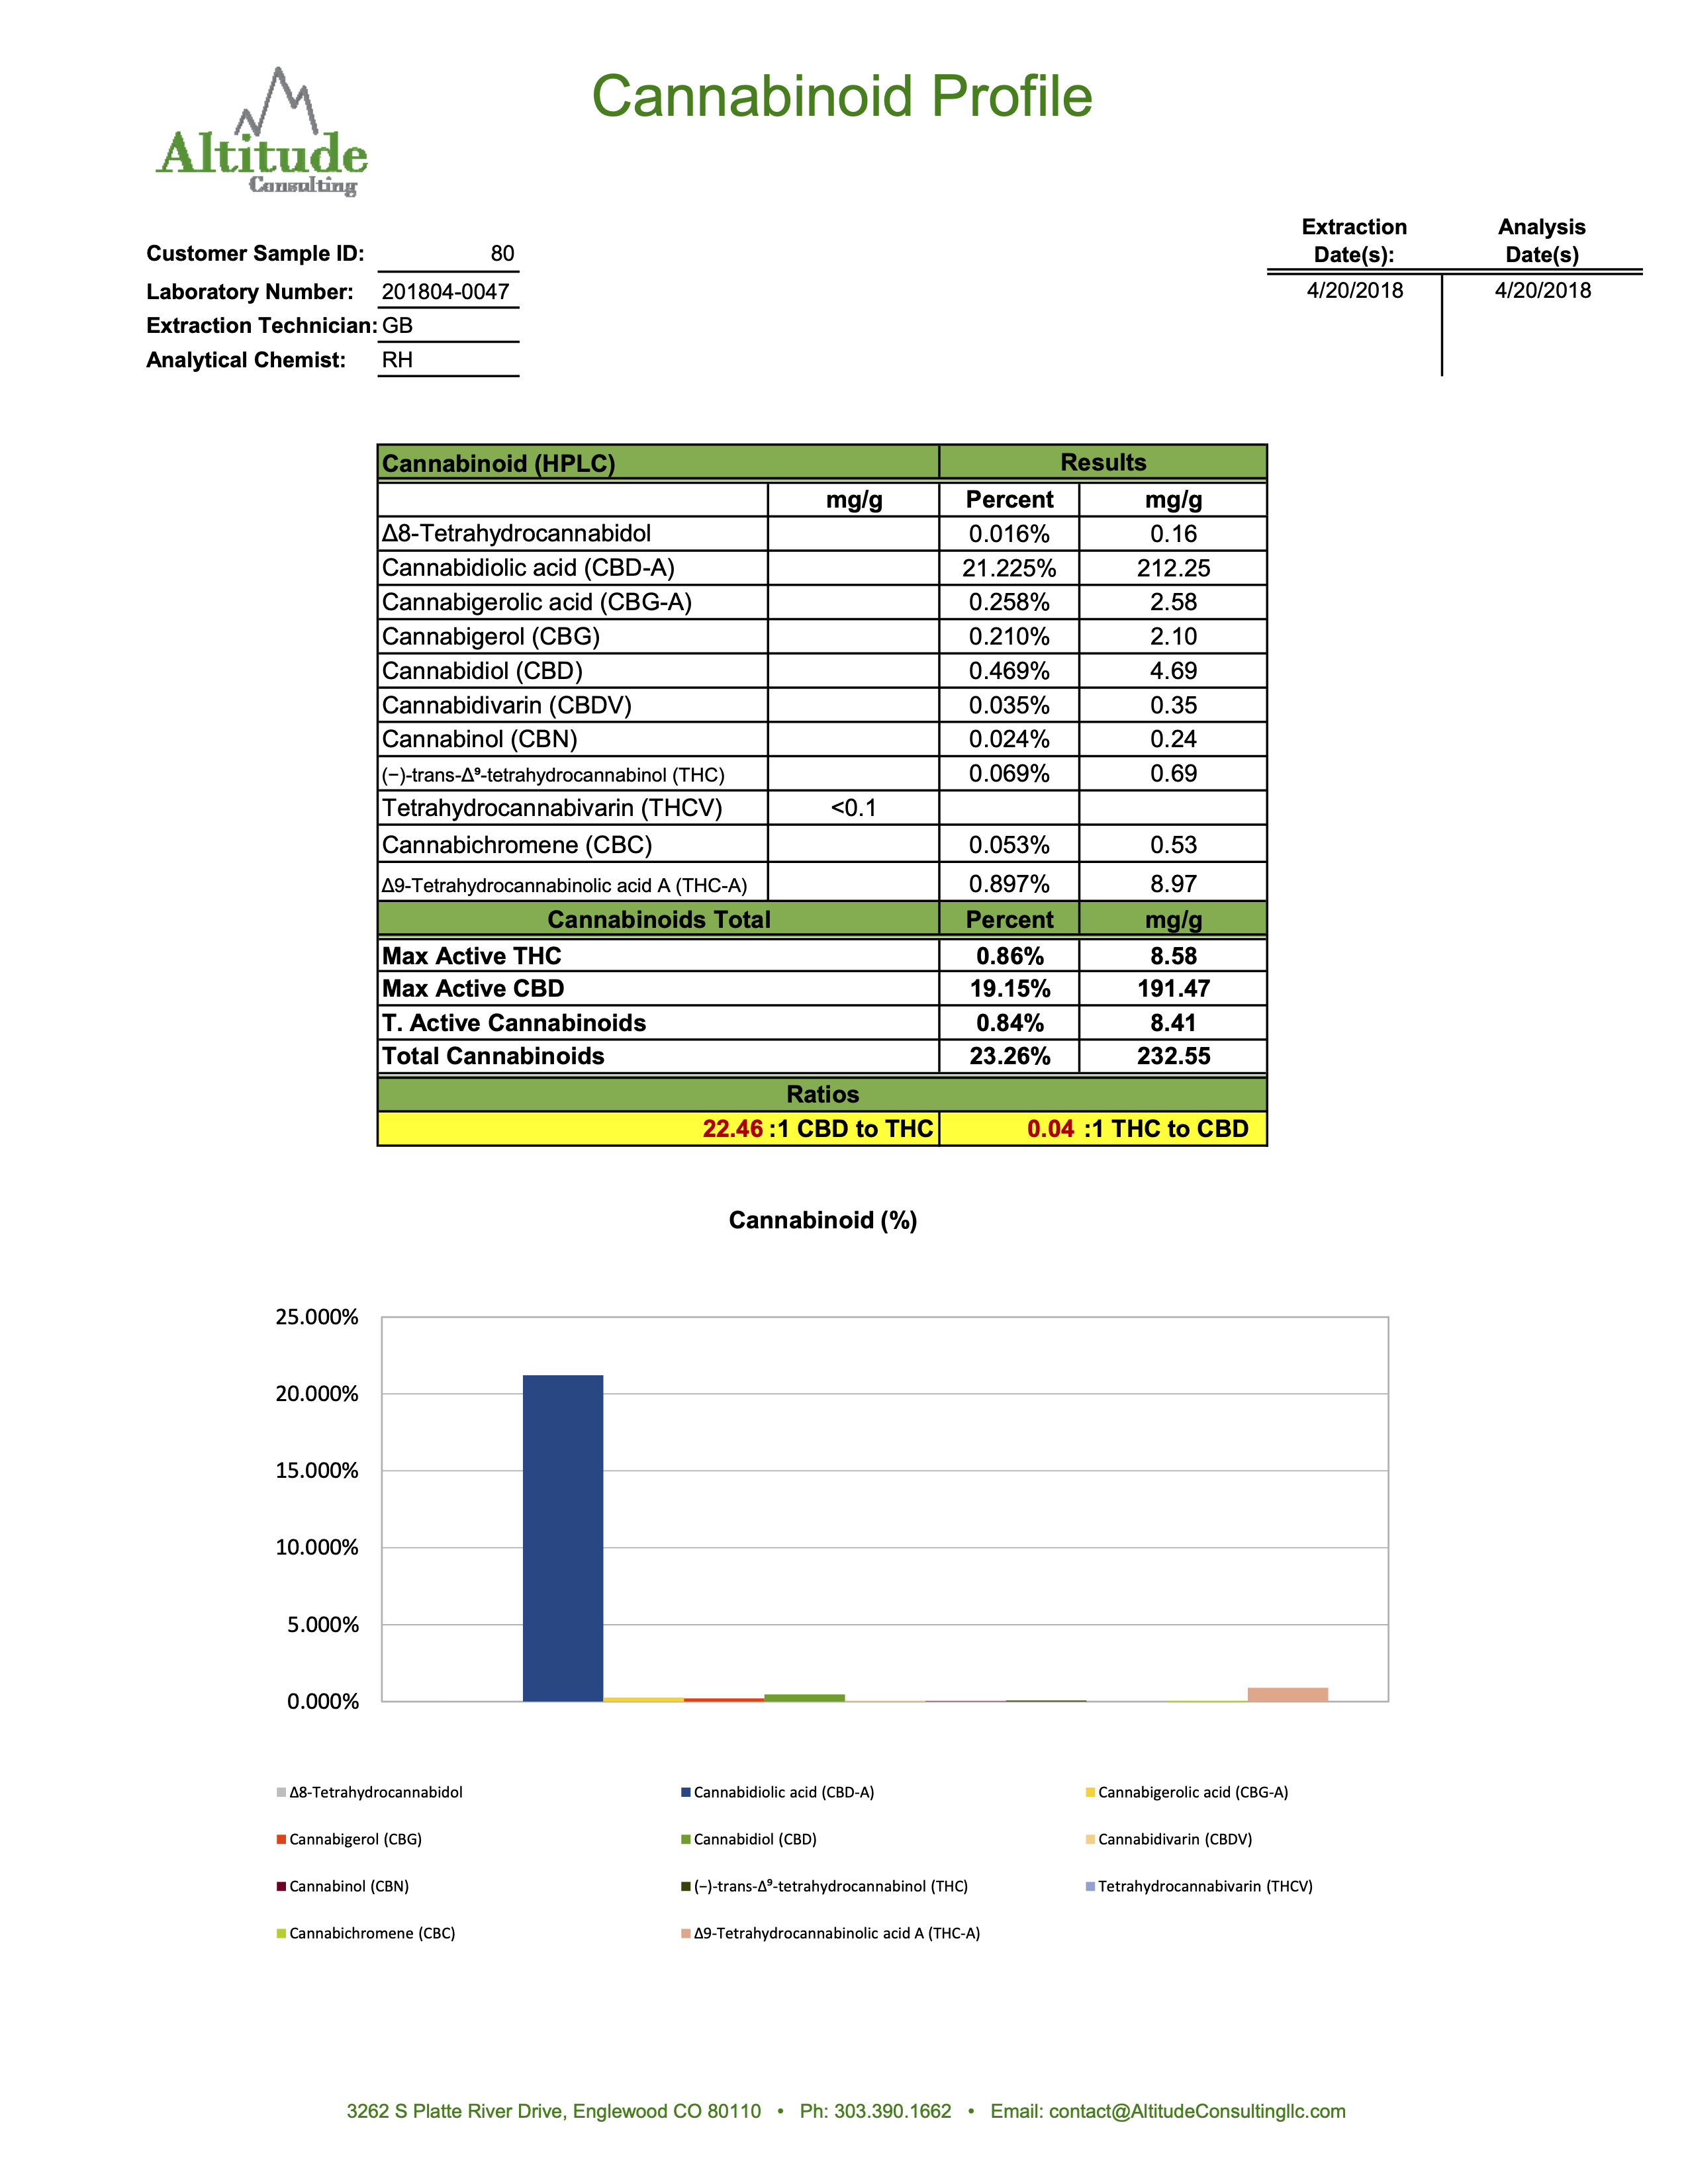 Cannabinoid Profile
Altitude
Consulting
Extraction Date(s): Analysis Date(s)
4/20/2018 4/20/2018
Customer Sample ID: 80
Laboratory Number: 201804-0047
Extraction Technician: GB
Analytical Chemist: RH
Cannabinoid (HPLC) Results
mg/g Percent mg/g
Δ8-Tetrahydrocannabidol 0.016% 0.16
Cannabidiolic acid (CBD-A) 21.225% 212.25
Cannabigerolic acid (CBG-A) 0.258% 2.58
Cannabigerol (CBG) 0.210% 2.10
Cannabidiol (CBD) 0.469% 4.69
Cannabidivarin (CBDV) 0.035% 0.35
Cannabinol (CBN) 0.024% 0.24
(−)-trans-Δ⁹-tetrahydrocannabinol (THC) 0.069% 0.69
Tetrahydrocannabivarin (THCV) <0.1
Cannabichromene (CBC) 0.053% 0.53
Δ9-Tetrahydrocannabinolic acid A (THC-A) 0.897% 8.97
Cannabinoids Total Percent mg/g
Max Active THC 0.86% 8.58
Max Active CBD 19.15% 191.47
T. Active Cannabinoids 0.84% 8.41
Total Cannabinoids 23.26% 232.55
Ratios
22.46 :1 CBD to THC 0.04 :1 THC to CBD
Cannabinoid (%)
25.000%
20.000%
15.000%
10.000%
5.000%
0.000%
Δ8-Tetrahydrocannabidol Cannabidiolic acid (CBD-A) Cannabigerolic acid (CBG-A)
Cannabigerol (CBG) Cannabidiol (CBD) Cannabidivarin (CBDV)
Cannabinol (CBN) (−)-trans-Δ⁹-tetrahydrocannabinol (THC) Tetrahydrocannabivarin (THCV)
Cannabichromene (CBC) Δ9-Tetrahydrocannabinolic acid A (THC-A)
3262 S Platte River Drive, Englewood CO 80110 • Ph: 303.390.1662 • Email: contact@AltitudeConsultingllc.com